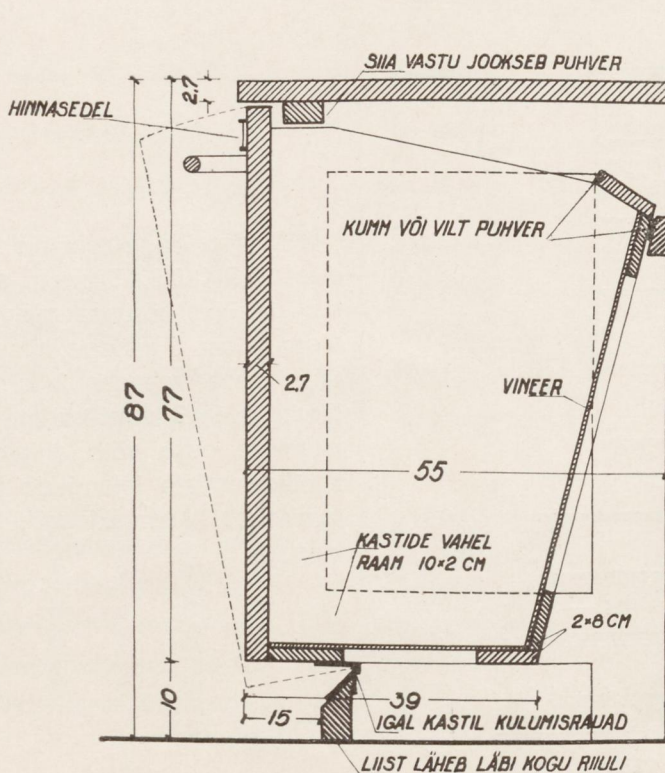 SIIA VASTU JOOKSEB PUHVER
2.7
HINNASEDEL
KUMM VÕI VILT PUHVER
87
77
2.7
VINEER
55
KASTIDE VAHEL
RAAM 10×2 CM
2×8 CM
10
39
15
IGAL KASTIL KULUMISRAUAD
LIIST LÄHEB LÄBI KOGU RIIULI